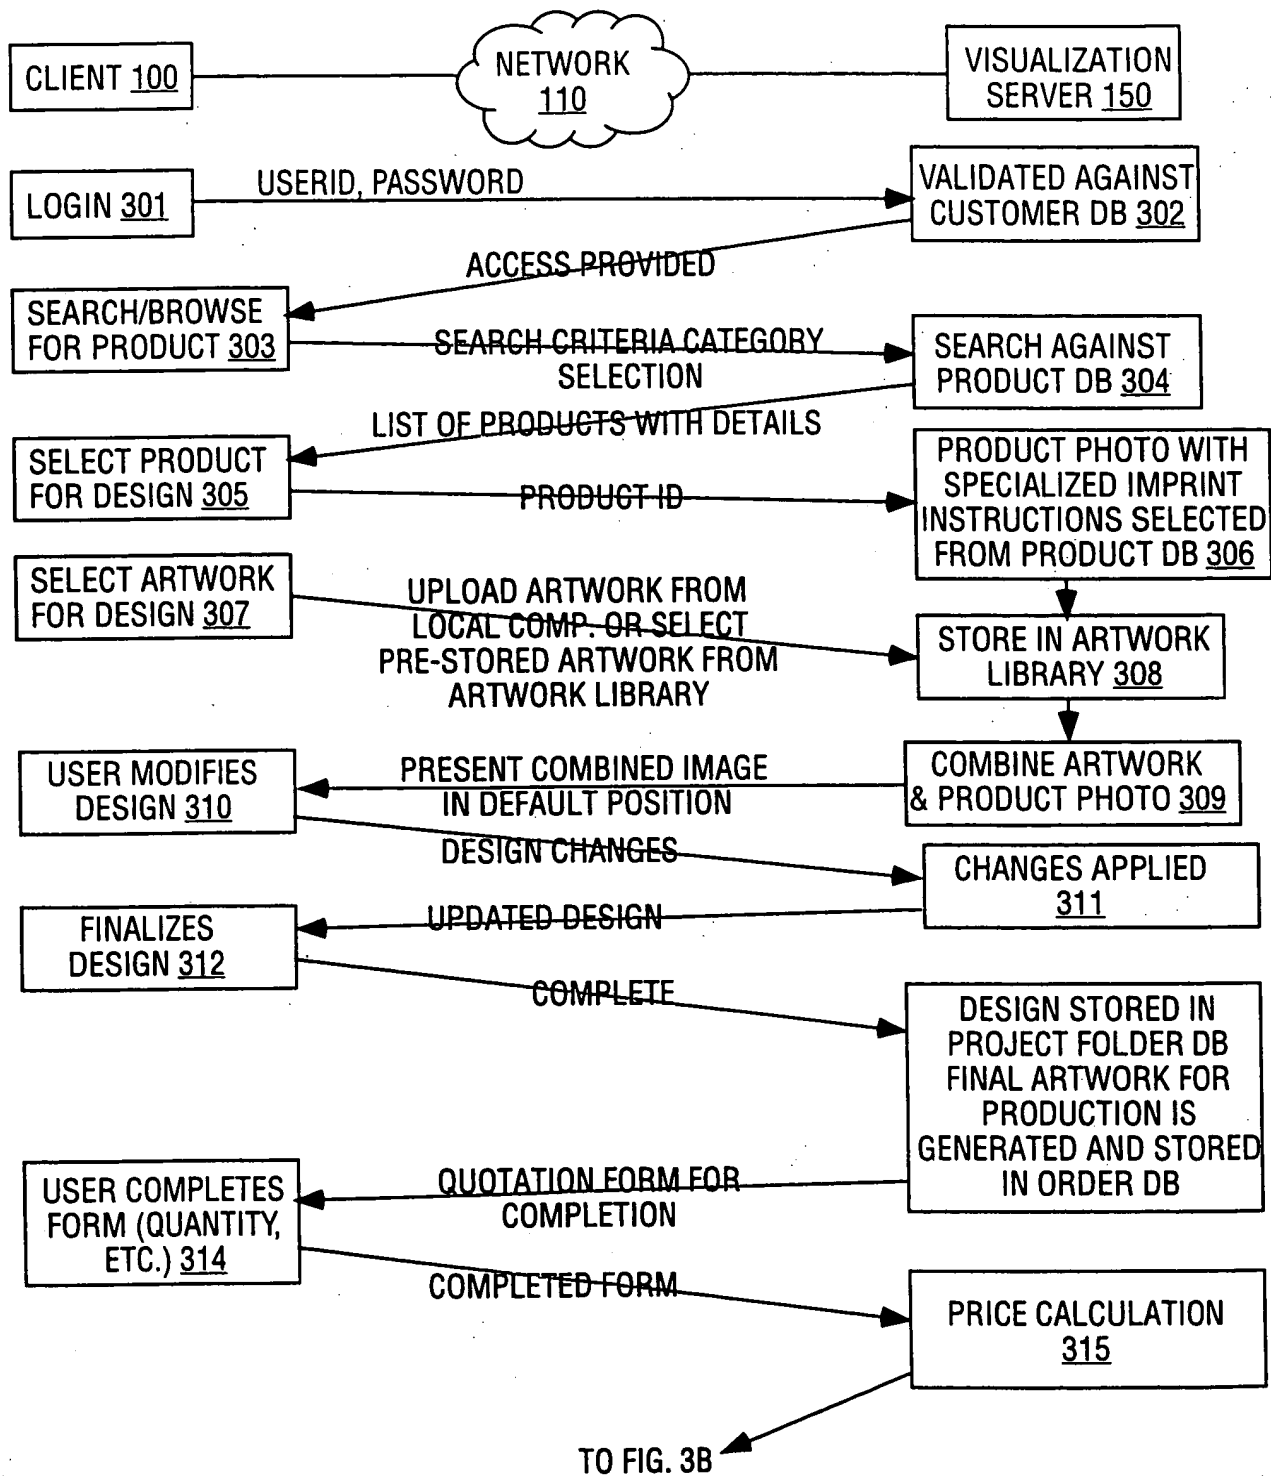 CLIENT 100
NETWORK
110
VISUALIZATION
SERVER 150
LOGIN 301
USERID, PASSWORD
VALIDATED AGAINST
CUSTOMER DB 302
ACCESS PROVIDED
SEARCH/BROWSE
FOR PRODUCT 303
SEARCH CRITERIA CATEGORY
SELECTION
SEARCH AGAINST
PRODUCT DB 304
LIST OF PRODUCTS WITH DETAILS
SELECT PRODUCT
FOR DESIGN 305
PRODUCT ID
PRODUCT PHOTO WITH
SPECIALIZED IMPRINT
INSTRUCTIONS SELECTED
FROM PRODUCT DB 306
SELECT ARTWORK
FOR DESIGN 307
UPLOAD ARTWORK FROM
LOCAL COMP. OR SELECT
PRE-STORED ARTWORK FROM
ARTWORK LIBRARY
STORE IN ARTWORK
LIBRARY 308
USER MODIFIES
DESIGN 310
PRESENT COMBINED IMAGE
IN DEFAULT POSITION
COMBINE ARTWORK
& PRODUCT PHOTO 309
DESIGN CHANGES
CHANGES APPLIED
311
UPDATED DESIGN
FINALIZES
DESIGN 312
COMPLETE
DESIGN STORED IN
PROJECT FOLDER DB
FINAL ARTWORK FOR
PRODUCTION IS
GENERATED AND STORED
IN ORDER DB
QUOTATION FORM FOR
COMPLETION
USER COMPLETES
FORM (QUANTITY,
ETC.) 314
COMPLETED FORM
PRICE CALCULATION
315
TO FIG. 3B